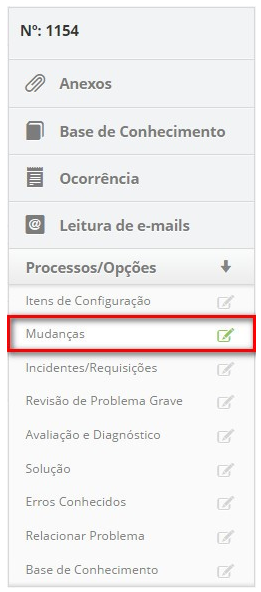 Nº: 1154
Anexos
Base de Conhecimento
Ocorrência
Leitura de e-mails
Processos/Opções
Itens de Configuração
Mudanças
Incidentes/Requisições
Revisão de Problema Grave
Avaliação e Diagnóstico
Solução
Erros Conhecidos
Relacionar Problema
Base de Conhecimento